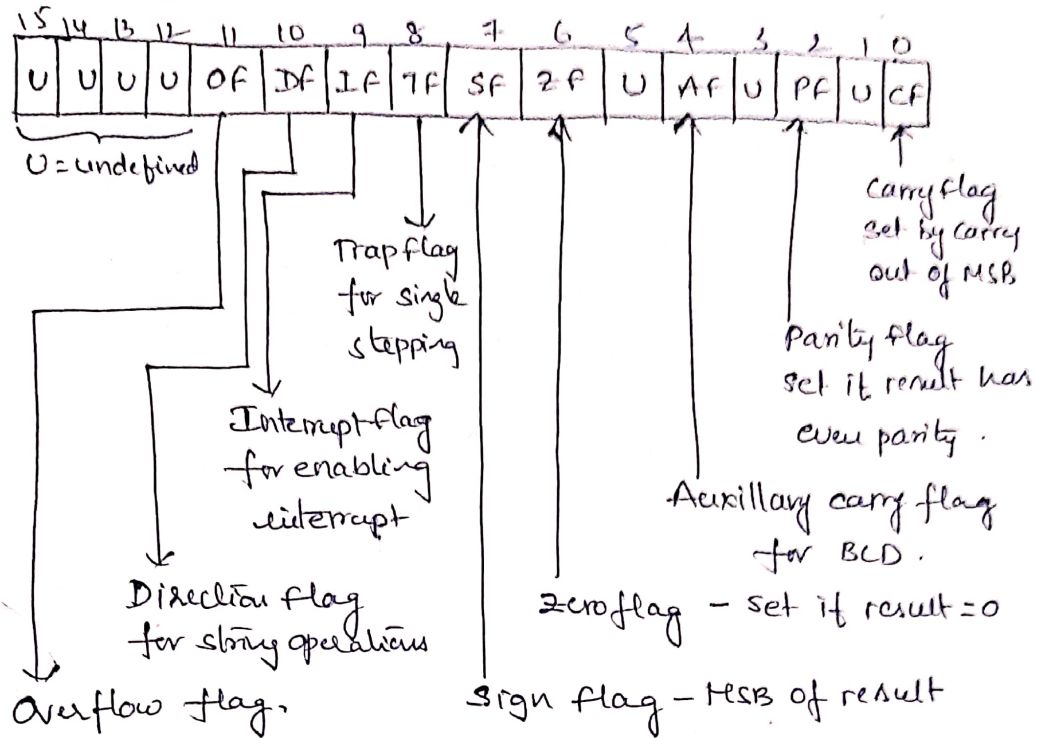 15 14 13 12 11 10 9 8 7 6 5 4 3 2 1 0
U U U U OF DF IF TF SF ZF U AF U PF U CF
U = undefined
Carry flag
set by carry
out of MSB
Trap flag
for single
stepping
Parity flag
set if result has
even parity .
Interrupt flag
for enabling
interrupt
Auxillary carry flag
for BCD .
Direction flag
for string operations
Zero flag - set if result = 0
Overflow flag.
Sign flag - MSB of result